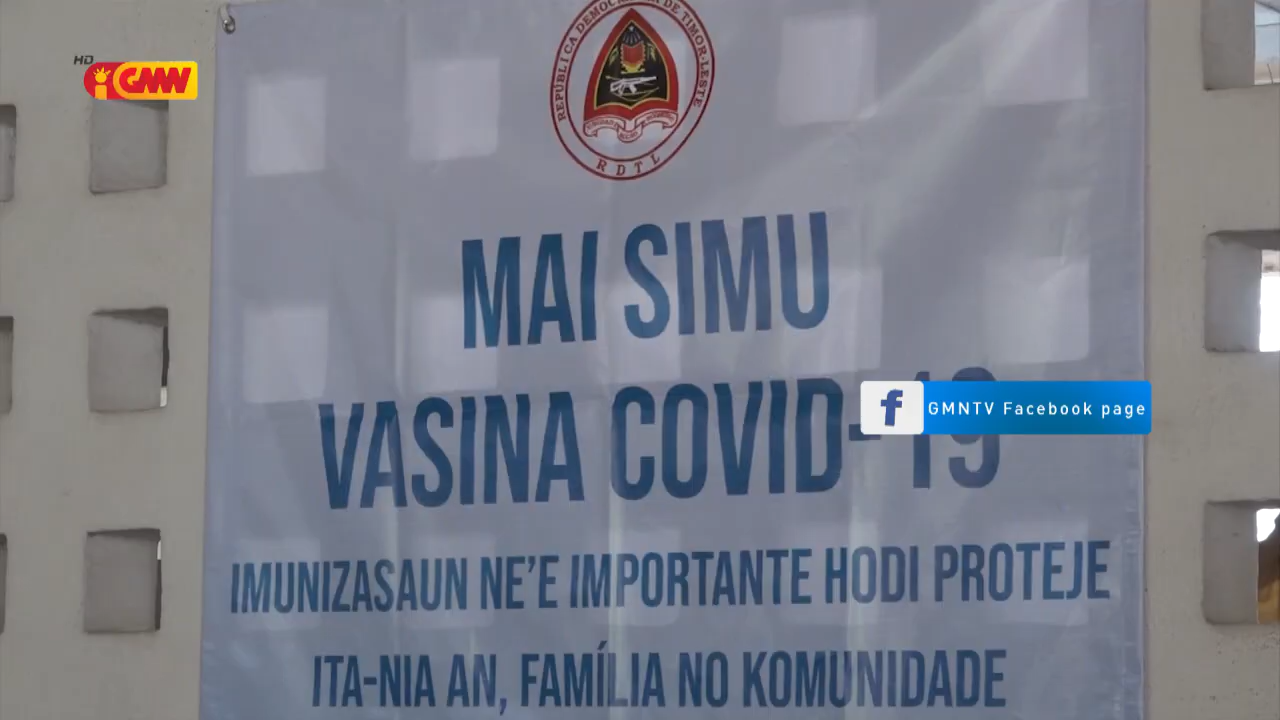 HD
GMN
REPÚBLICA DEMOCRÁTICA DE TIMOR-LESTE
RDTL
MAI SIMU
VASINA COVID-19
GMNTV Facebook page
IMUNIZASAUN NE'E IMPORTANTE HODI PROTEJE
ITA-NIA AN, FAMÍLIA NO KOMUNIDADE